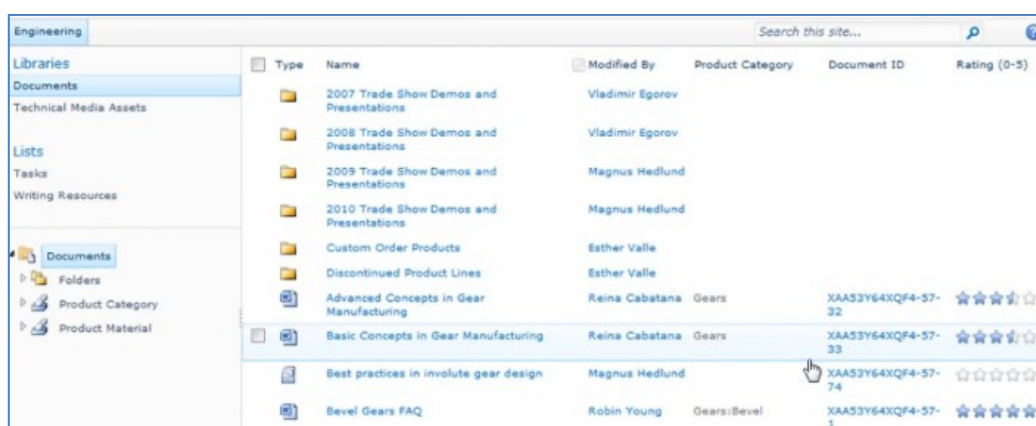 Engineering
Search this site...
Libraries
Documents
Technical Media Assets
Lists
Tasks
Writing Resources
Documents
Folders
Product Category
Product Material
Type Name Modified By Product Category Document ID Rating (0-5)
2007 Trade Show Demos and Vladimir Egorov
Presentations
2008 Trade Show Demos and Vladimir Egorov
Presentations
2009 Trade Show Demos and Magnus Hedlund
Presentations
2010 Trade Show Demos and Magnus Hedlund
Presentations
Custom Order Products Esther Valle
Discontinued Product Lines Esther Valle
Advanced Concepts in Gear Reina Cabatana Gears XAA53Y64XQF4-57-
Manufacturing 32
Basic Concepts in Gear Manufacturing Reina Cabatana Gears XAA53Y64XQF4-57-
33
Best practices in involute gear design Magnus Hedlund XAA53Y64XQF4-57-
74
Bevel Gears FAQ Robin Young Gears:Bevel XAA53Y64XQF4-57-
1